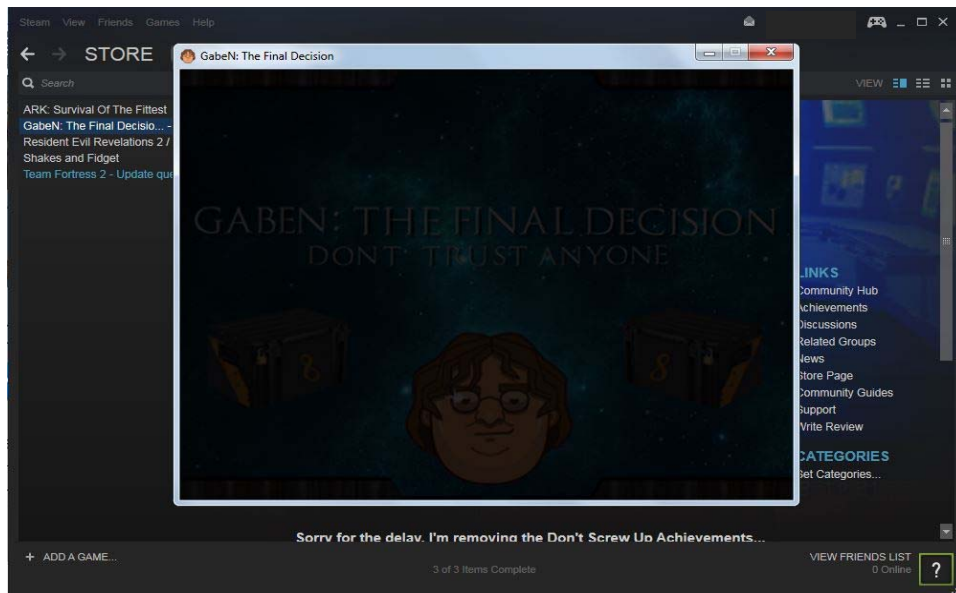 Steam View Friends Games Help
STORE
GabeN: The Final Decision
Search
VIEW
ARK: Survival Of The Fittest
GabeN: The Final Decisio... -
Resident Evil Revelations 2 /
Shakes and Fidget
Team Fortress 2 - Update que
GABEN: THE FINAL DECISION
DONT TRUST ANYONE
8
8
LINKS
Community Hub
Achievements
Discussions
Related Groups
News
Store Page
Community Guides
Support
Write Review
CATEGORIES
Set Categories...
Sorry for the delay, I'm removing the Don't Screw Up Achievements...
+ ADD A GAME...
3 of 3 Items Complete
VIEW FRIENDS LIST
0 Online
?